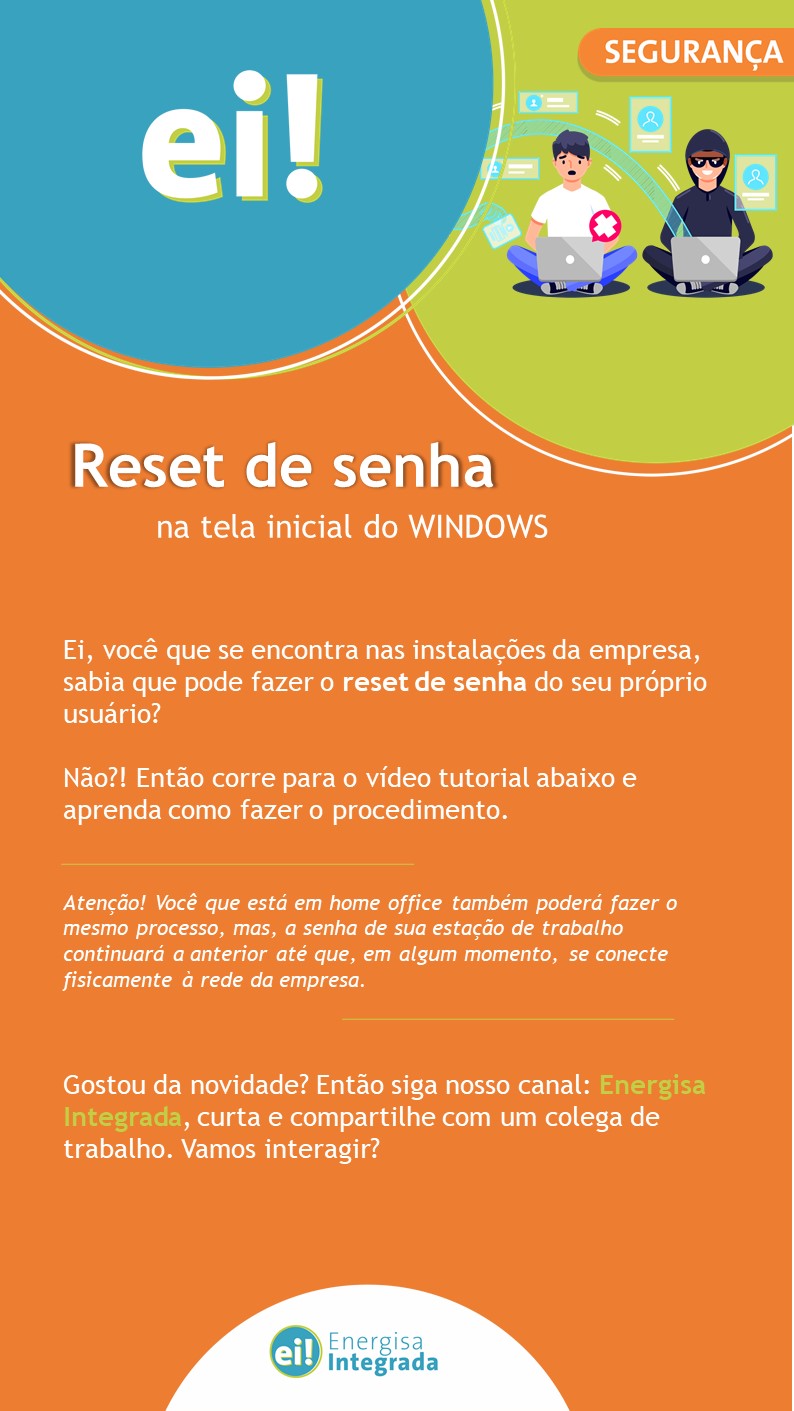 SEGURANÇA
ei!
Reset de senha
na tela inicial do WINDOWS
Ei, você que se encontra nas instalações da empresa,
sabia que pode fazer o reset de senha do seu próprio
usuário?
Não?! Então corre para o vídeo tutorial abaixo e
aprenda como fazer o procedimento.
Atenção! Você que está em home office também poderá fazer o
mesmo processo, mas, a senha de sua estação de trabalho
continuará a anterior até que, em algum momento, se conecte
fisicamente à rede da empresa.
Gostou da novidade? Então siga nosso canal: Energisa
Integrada, curta e compartilhe com um colega de
trabalho. Vamos interagir?
ei! Energisa
Integrada